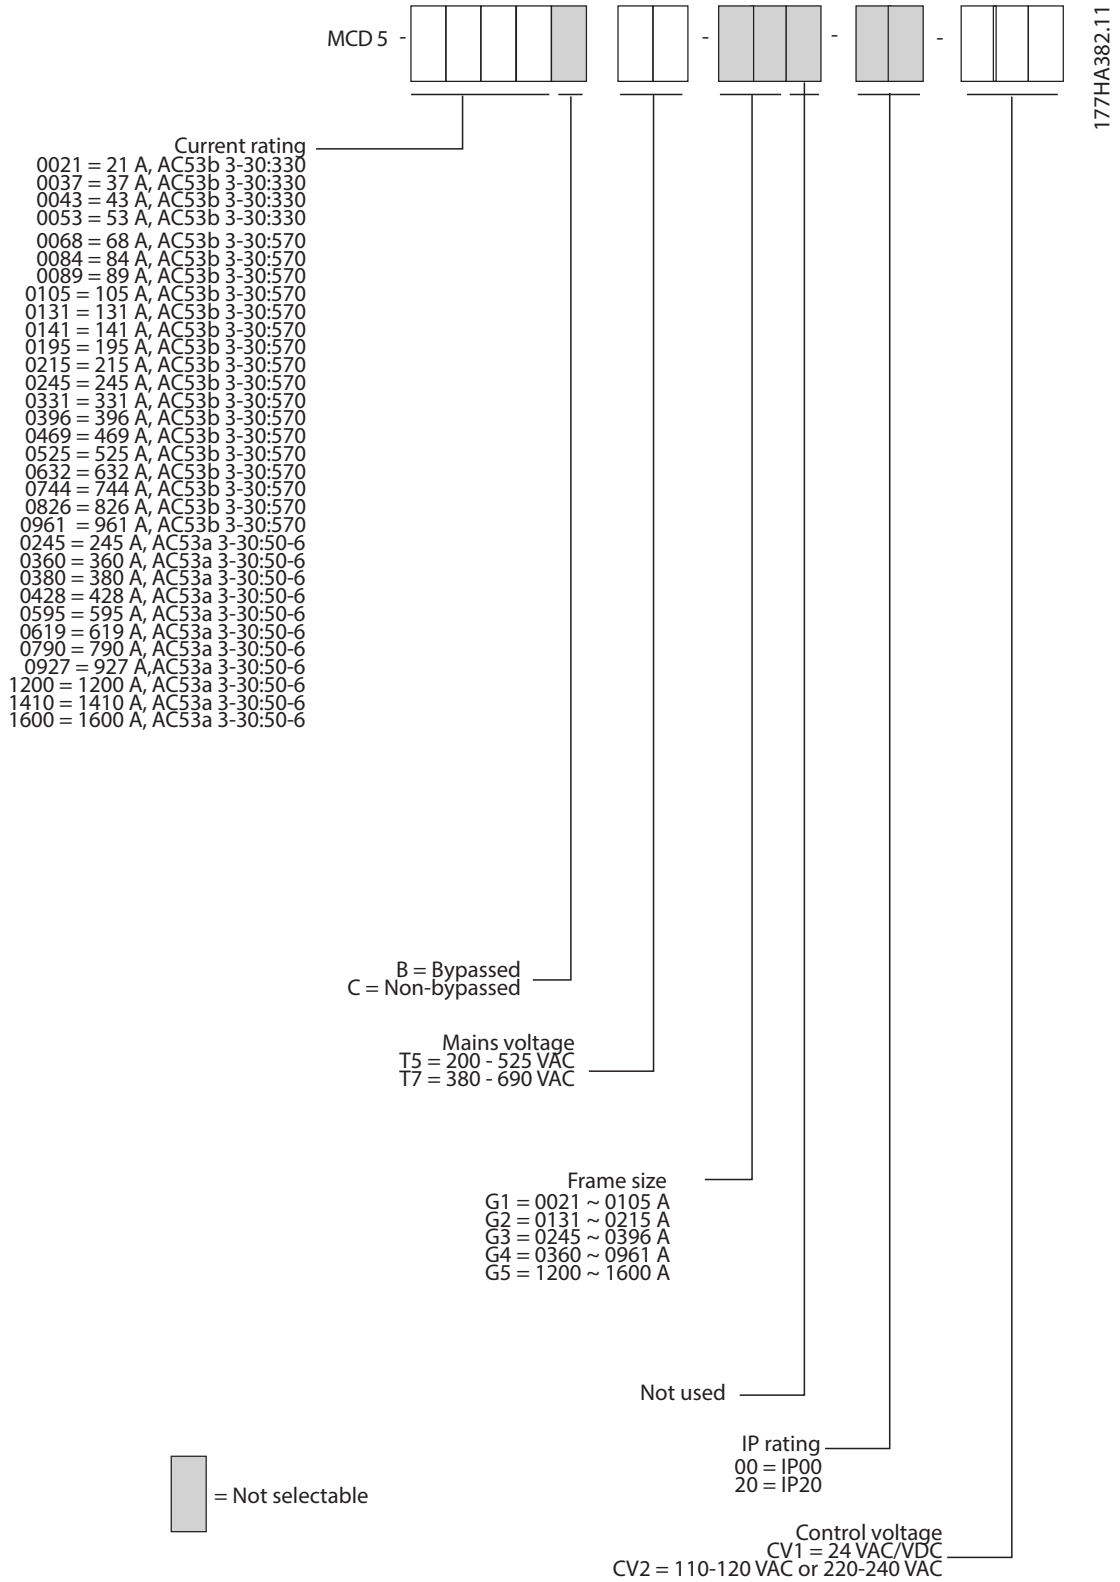 MCD 5 - - - -
177HA382.11
Current rating
0021 = 21 A, AC53b 3-30:330
0037 = 37 A, AC53b 3-30:330
0043 = 43 A, AC53b 3-30:330
0053 = 53 A, AC53b 3-30:330
0068 = 68 A, AC53b 3-30:570
0084 = 84 A, AC53b 3-30:570
0089 = 89 A, AC53b 3-30:570
0105 = 105 A, AC53b 3-30:570
0131 = 131 A, AC53b 3-30:570
0141 = 141 A, AC53b 3-30:570
0195 = 195 A, AC53b 3-30:570
0215 = 215 A, AC53b 3-30:570
0245 = 245 A, AC53b 3-30:570
0331 = 331 A, AC53b 3-30:570
0396 = 396 A, AC53b 3-30:570
0469 = 469 A, AC53b 3-30:570
0525 = 525 A, AC53b 3-30:570
0632 = 632 A, AC53b 3-30:570
0744 = 744 A, AC53b 3-30:570
0826 = 826 A, AC53b 3-30:570
0961 = 961 A, AC53b 3-30:570
0245 = 245 A, AC53a 3-30:50-6
0360 = 360 A, AC53a 3-30:50-6
0380 = 380 A, AC53a 3-30:50-6
0428 = 428 A, AC53a 3-30:50-6
0595 = 595 A, AC53a 3-30:50-6
0619 = 619 A, AC53a 3-30:50-6
0790 = 790 A, AC53a 3-30:50-6
0927 = 927 A,AC53a 3-30:50-6
1200 = 1200 A, AC53a 3-30:50-6
1410 = 1410 A, AC53a 3-30:50-6
1600 = 1600 A, AC53a 3-30:50-6
B = Bypassed
C = Non-bypassed
Mains voltage
T5 = 200 - 525 VAC
T7 = 380 - 690 VAC
Frame size
G1 = 0021 ~ 0105 A
G2 = 0131 ~ 0215 A
G3 = 0245 ~ 0396 A
G4 = 0360 ~ 0961 A
G5 = 1200 ~ 1600 A
Not used
IP rating
00 = IP00
20 = IP20
= Not selectable
Control voltage
CV1 = 24 VAC/VDC
CV2 = 110-120 VAC or 220-240 VAC